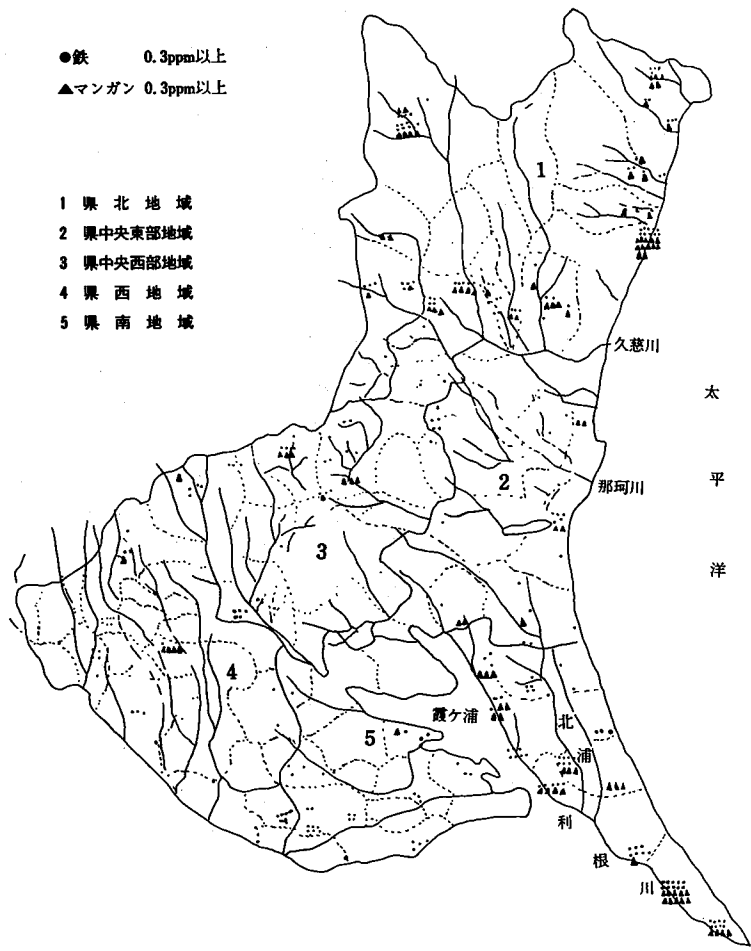 ●鉄 0.3ppm以上
▲マンガン 0.3ppm以上
1 県北地域
2 県中央東部地域
3 県中央西部地域
4 県西地域
5 県南地域
1
久慈川
太平洋
2
那珂川
3
4
霞ケ浦
5
北浦
利根川